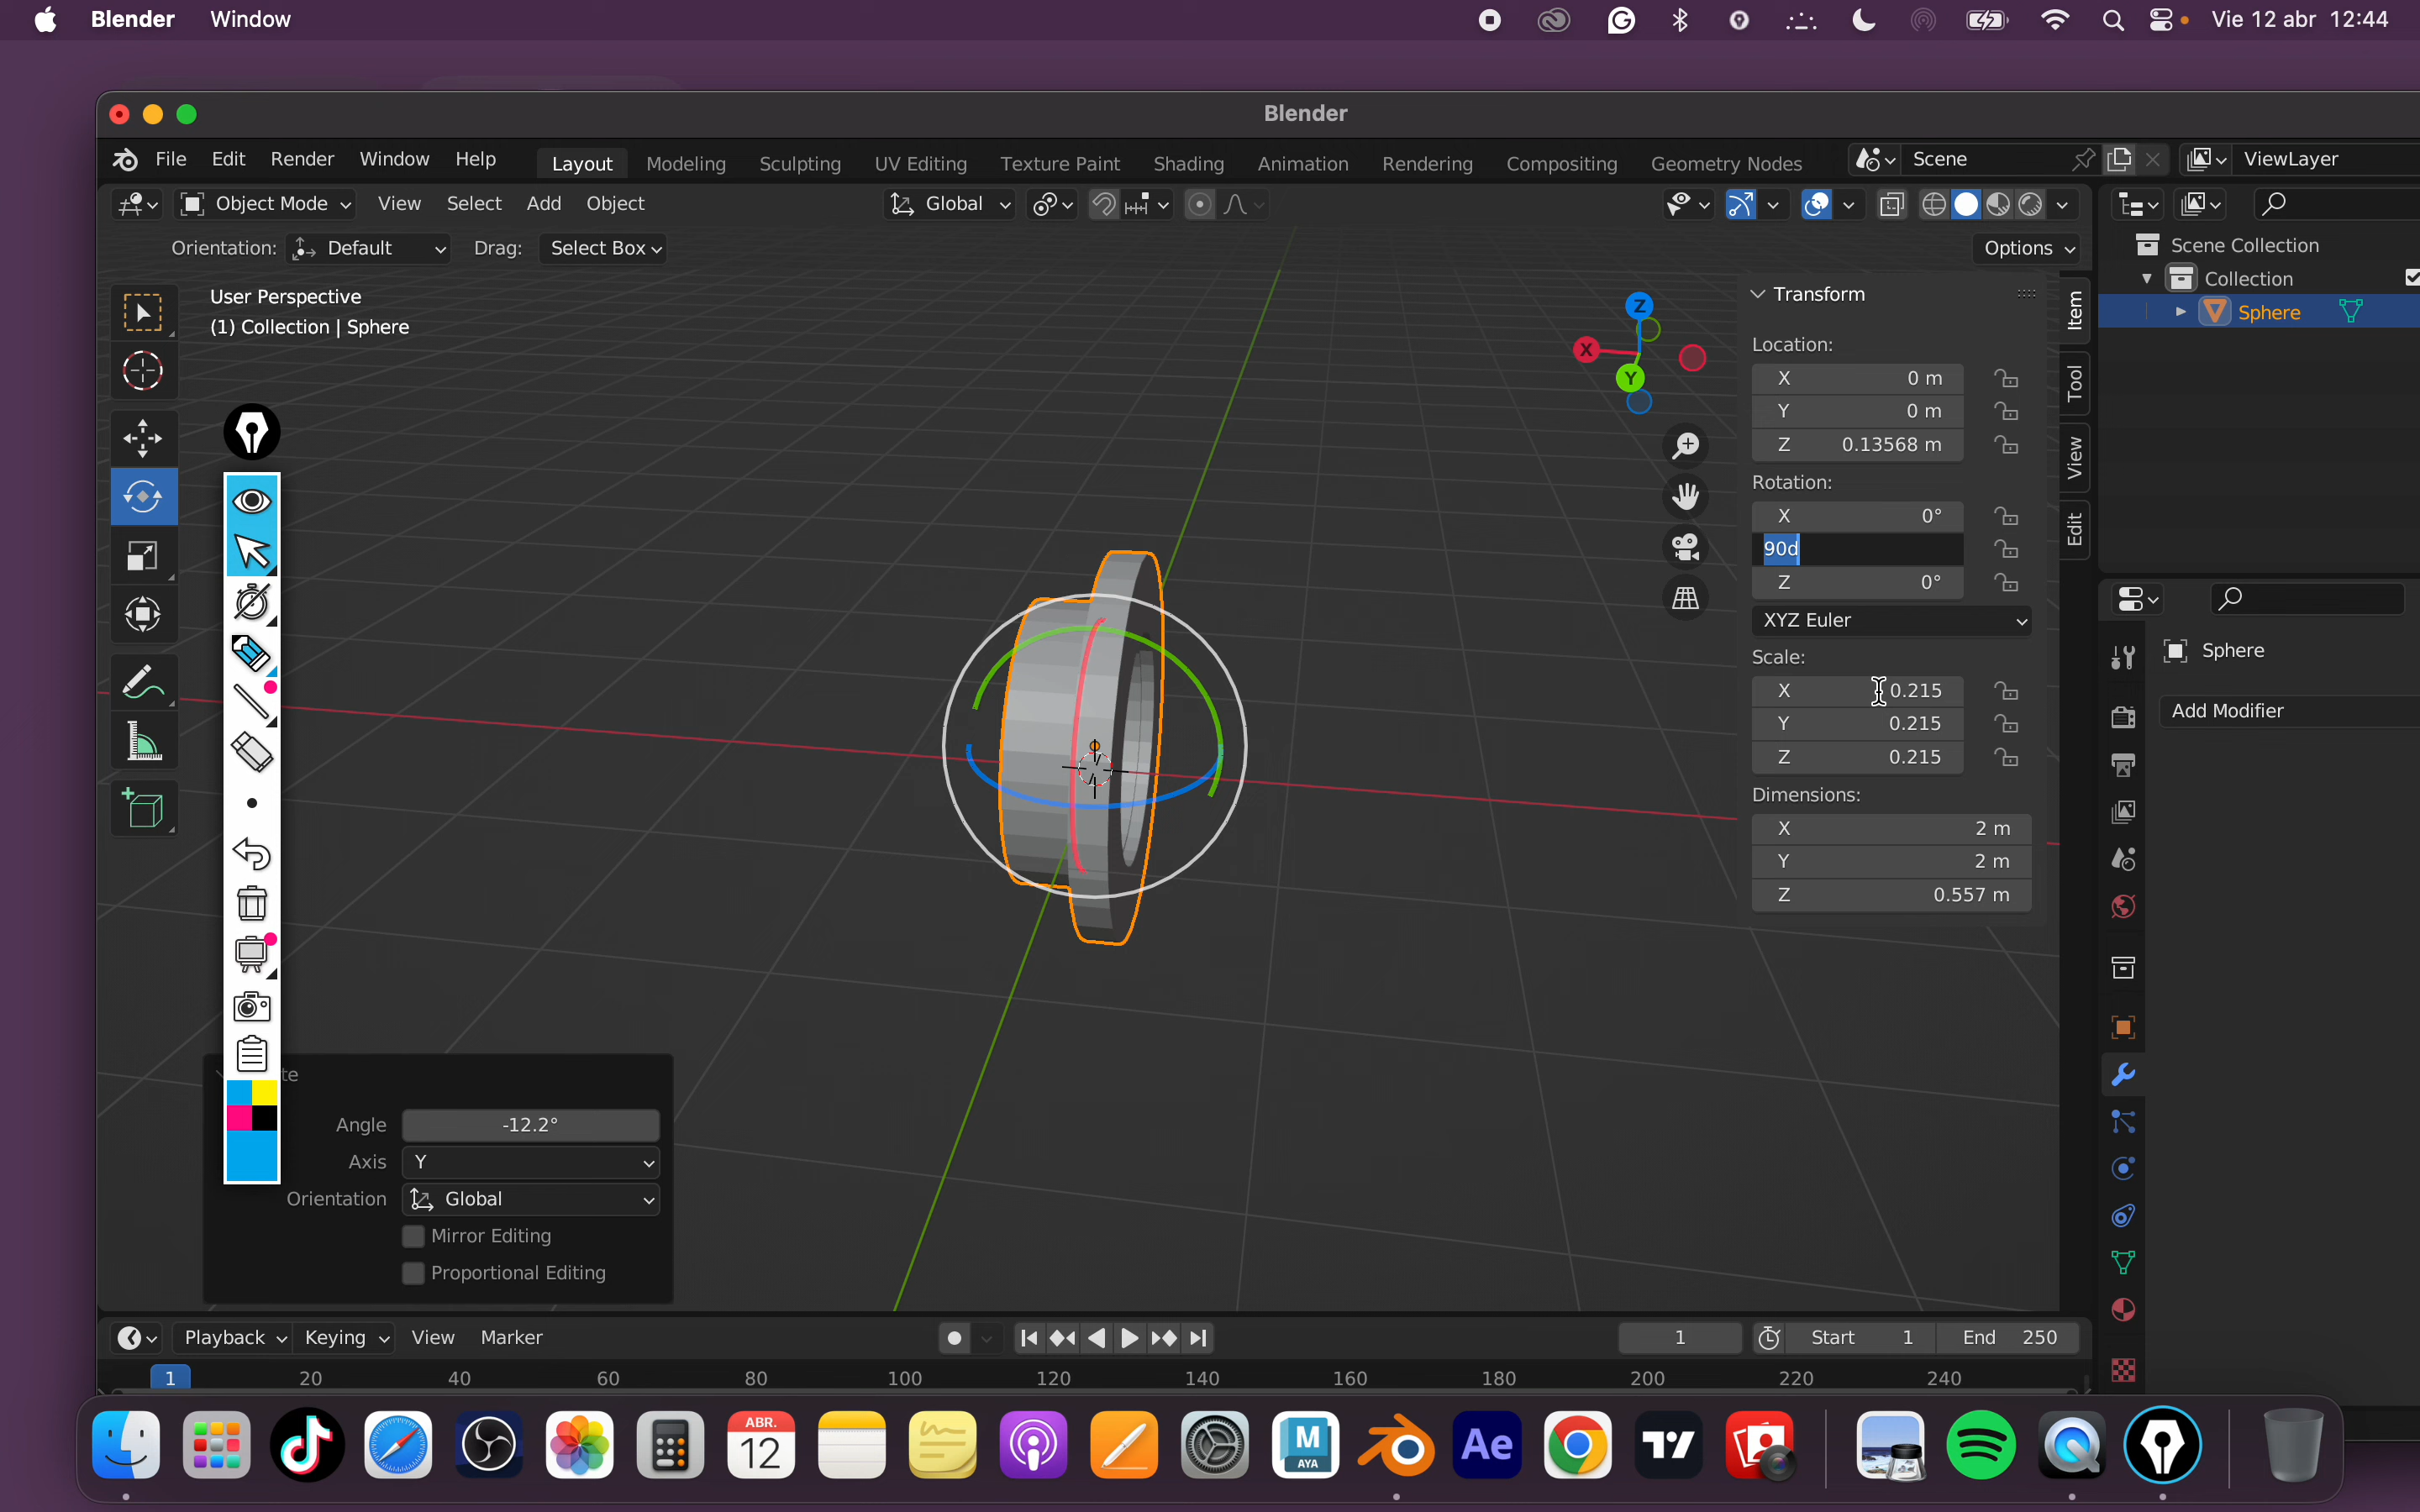 Blender Window Vie 12 abr 12:44
Blender
File Edit Render Window Help Layout Modeling Sculpting UV Editing Texture Paint Shading Animation Rendering Compositing Geometry Nodes Scene ViewLayer
Object Mode View Select Add Object Global
Orientation: Default Drag: Select Box Options
User Perspective
(1) Collection | Sphere
Z
X
Y
Transform
Location:
X 0 m
Y 0 m
Z 0.13568 m
Rotation:
X 0°
90d
Z 0°
XYZ Euler
Scale:
X 0.215
Y 0.215
Z 0.215
Dimensions:
X 2 m
Y 2 m
Z 0.557 m
Item
Tool
View
Edit
Scene Collection
Collection
Sphere
Sphere
Add Modifier
te
Angle -12.2°
Axis Y
Orientation Global
Mirror Editing
Proportional Editing
Playback Keying View Marker 1 Start 1 End 250
1 20 40 60 80 100 120 140 160 180 200 220 240
ABR.
12
M
AYA
Ae